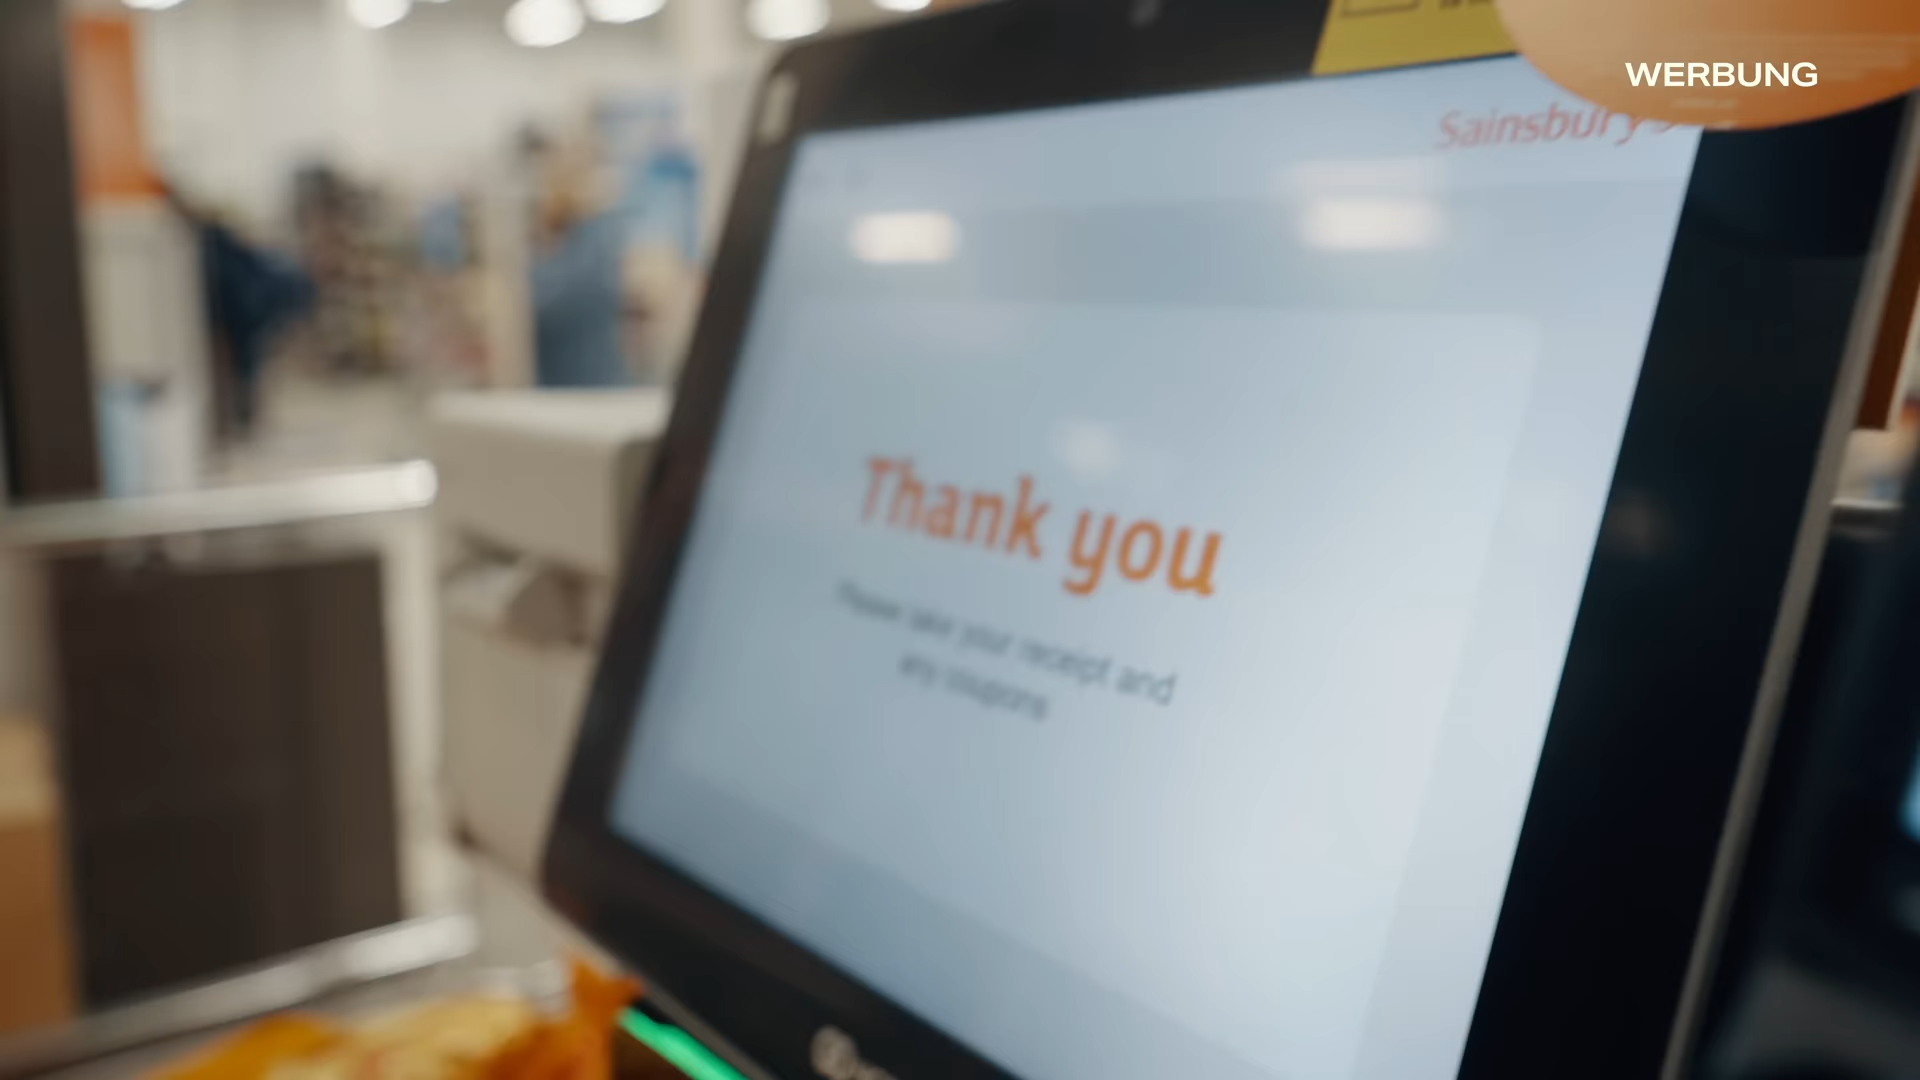 WERBUNG
Sainsbury's
Thank you
Please take your receipt and
any coupons